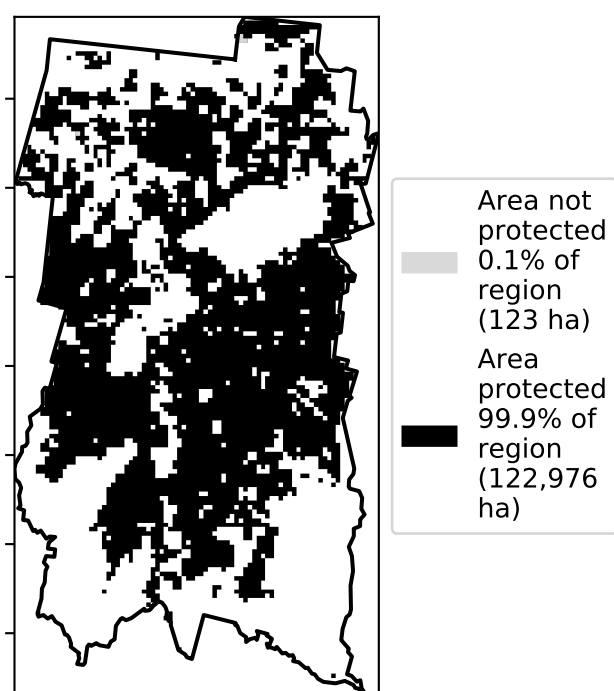 Area not
protected
0.1% of
region
(123 ha)
Area
protected
99.9% of
region
(122,976
ha)